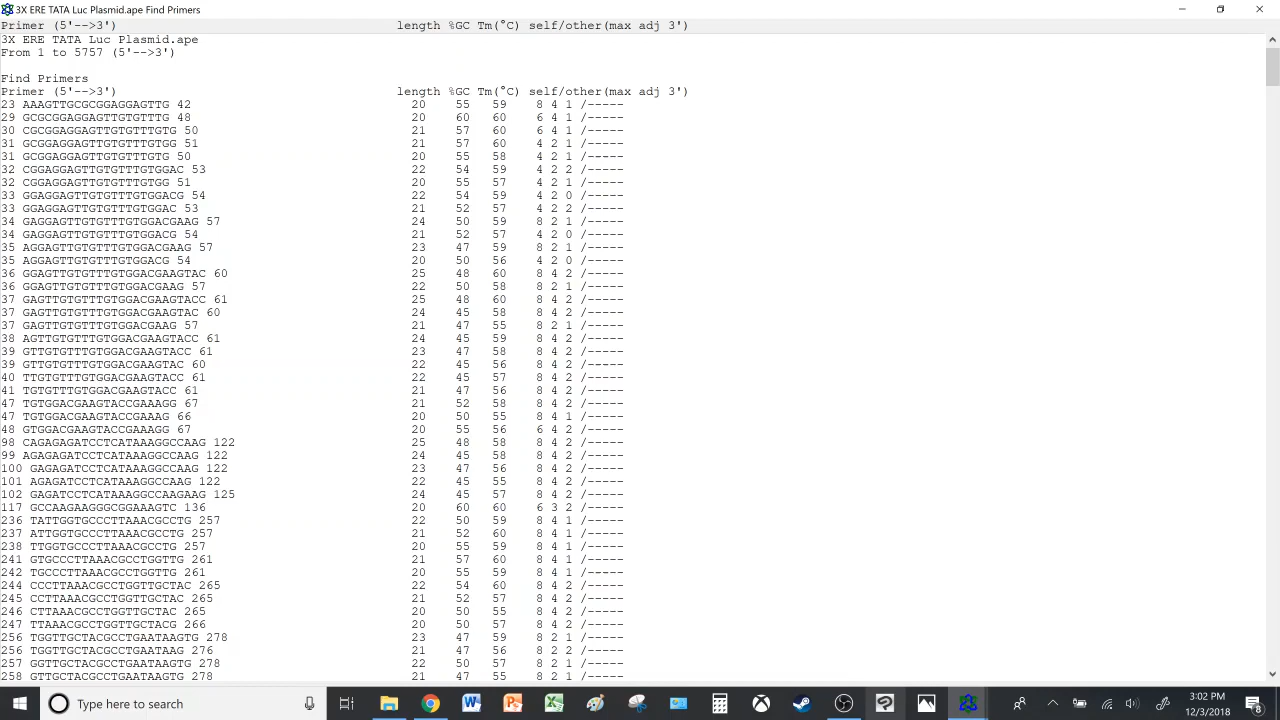 3X ERE TATA Luc Plasmid.ape Find Primers
Primer (5'-->3') length %GC Tm(°C) self/other(max adj 3')
3X ERE TATA Luc Plasmid.ape
From 1 to 5757 (5'-->3')
Find Primers
Primer (5'-->3') length %GC Tm(°C) self/other(max adj 3')
23 AAAGTTGCGCGGAGGAGTTG 42 20 55 59 8 4 1 /-----
29 GCGCGGAGGAGTTGTGTTTG 48 20 60 60 6 4 1 /-----
30 CGCGGAGGAGTTGTGTTTGTG 50 21 57 60 6 4 1 /-----
31 GCGGAGGAGTTGTGTTTGTGG 51 21 57 60 4 2 1 /-----
31 GCGGAGGAGTTGTGTTTGTG 50 20 55 58 4 2 1 /-----
32 CGGAGGAGTTGTGTTTGTGGAC 53 22 54 59 4 2 2 /-----
32 CGGAGGAGTTGTGTTTGTGG 51 20 55 57 4 2 1 /-----
33 GGAGGAGTTGTGTTTGTGGACG 54 22 54 59 4 2 0 /-----
33 GGAGGAGTTGTGTTTGTGGAC 53 21 52 57 4 2 2 /-----
34 GAGGAGTTGTGTTTGTGGACGAAG 57 24 50 59 8 2 1 /-----
34 GAGGAGTTGTGTTTGTGGACG 54 21 52 57 4 2 0 /-----
35 AGGAGTTGTGTTTGTGGACGAAG 57 23 47 59 8 2 1 /-----
35 AGGAGTTGTGTTTGTGGACG 54 20 50 56 4 2 0 /-----
36 GGAGTTGTGTTTGTGGACGAAGTAC 60 25 48 60 8 4 2 /-----
36 GGAGTTGTGTTTGTGGACGAAG 57 22 50 58 8 2 1 /-----
37 GAGTTGTGTTTGTGGACGAAGTACC 61 25 48 60 8 4 2 /-----
37 GAGTTGTGTTTGTGGACGAAGTAC 60 24 45 58 8 4 2 /-----
37 GAGTTGTGTTTGTGGACGAAG 57 21 47 55 8 2 1 /-----
38 AGTTGTGTTTGTGGACGAAGTACC 61 24 45 59 8 4 2 /-----
39 GTTGTGTTTGTGGACGAAGTACC 61 23 47 58 8 4 2 /-----
39 GTTGTGTTTGTGGACGAAGTAC 60 22 45 56 8 4 2 /-----
40 TTGTGTTTGTGGACGAAGTACC 61 22 45 57 8 4 2 /-----
41 TGTGTTTGTGGACGAAGTACC 61 21 47 56 8 4 2 /-----
47 TGTGGACGAAGTACCGAAAGG 67 21 52 58 8 4 2 /-----
47 TGTGGACGAAGTACCGAAAG 66 20 50 55 8 4 1 /-----
48 GTGGACGAAGTACCGAAAGG 67 20 55 56 6 4 2 /-----
98 CAGAGAGATCCTCATAAAGGCCAAG 122 25 48 58 8 4 2 /-----
99 AGAGAGATCCTCATAAAGGCCAAG 122 24 45 58 8 4 2 /-----
100 GAGAGATCCTCATAAAGGCCAAG 122 23 47 56 8 4 2 /-----
101 AGAGATCCTCATAAAGGCCAAG 122 22 45 55 8 4 2 /-----
102 GAGATCCTCATAAAGGCCAAGAAG 125 24 45 57 8 4 2 /-----
117 GCCAAGAAGGGCGGAAAGTC 136 20 60 60 6 3 2 /-----
236 TATTGGTGCCCTTAAACGCCTG 257 22 50 59 8 4 1 /-----
237 ATTGGTGCCCTTAAACGCCTG 257 21 52 60 8 4 1 /-----
238 TTGGTGCCCTTAAACGCCTG 257 20 55 59 8 4 1 /-----
241 GTGCCCTTAAACGCCTGGTTG 261 21 57 60 8 4 1 /-----
242 TGCCCTTAAACGCCTGGTTG 261 20 55 59 8 4 1 /-----
244 CCCTTAAACGCCTGGTTGCTAC 265 22 54 60 8 4 2 /-----
245 CCTTAAACGCCTGGTTGCTAC 265 21 52 57 8 4 2 /-----
246 CTTAAACGCCTGGTTGCTAC 265 20 50 55 8 4 2 /-----
247 TTAAACGCCTGGTTGCTACG 266 20 50 57 8 4 2 /-----
256 TGGTTGCTACGCCTGAATAAGTG 278 23 47 59 8 2 1 /-----
256 TGGTTGCTACGCCTGAATAAG 276 21 47 56 8 2 2 /-----
257 GGTTGCTACGCCTGAATAAGTG 278 22 50 57 8 2 1 /-----
258 GTTGCTACGCCTGAATAAGTG 278 21 47 55 8 2 1 /-----
Type here to search
3:02 PM
12/3/2018